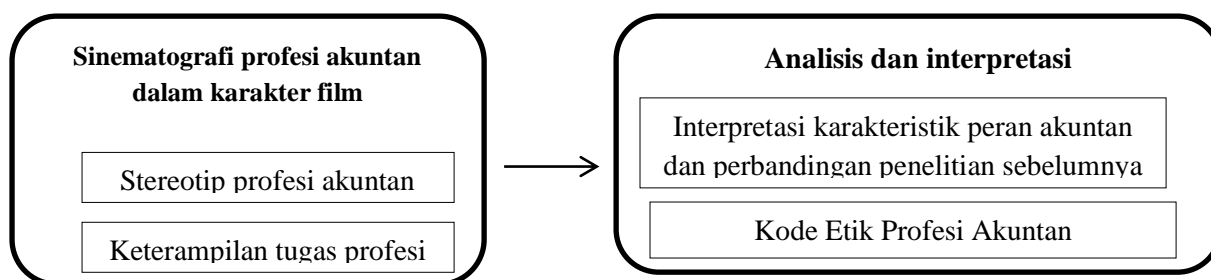 Sinematografi profesi akuntan
dalam karakter film
Stereotip profesi akuntan
Keterampilan tugas profesi
Analisis dan interpretasi
Interpretasi karakteristik peran akuntan
dan perbandingan penelitian sebelumnya
Kode Etik Profesi Akuntan